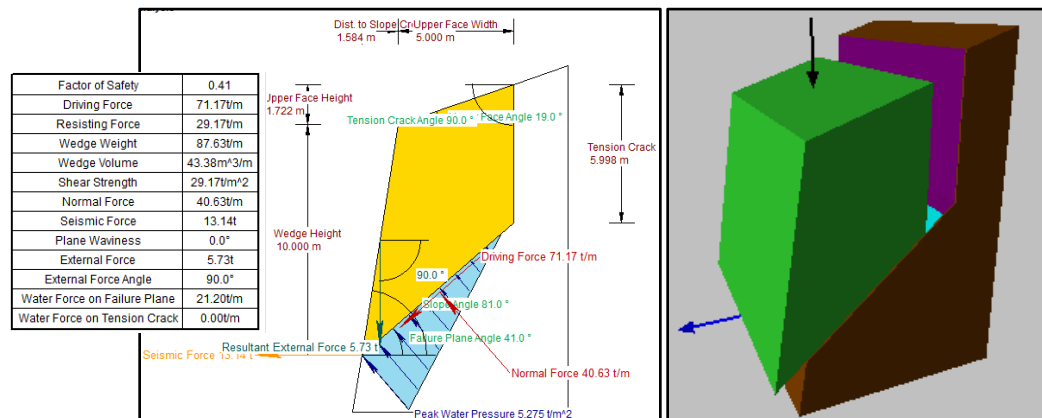 Factor of Safety 0.41
Driving Force 71.17t/m
Resisting Force 29.17t/m
Wedge Weight 87.63t/m
Wedge Volume 43.38m^3/m
Shear Strength 29.17t/m^2
Normal Force 40.63t/m
Seismic Force 13.14t
Plane Waviness 0.0°
External Force 5.73t
External Force Angle 90.0°
Water Force on Failure Plane 21.20t/m
Water Force on Tension Crack 0.00t/m
Dist. to Slope Cr Upper Face Width
1.584 m 5.000 m
Upper Face Height
1.722 m
Tension Crack Angle 90.0 ° Face Angle 19.0 °
Tension Crack
5.998 m
Wedge Height
10.000 m
Driving Force 71.17 t/m
90.0 °
Slope Angle 81.0 °
Failure Plane Angle 41.0 °
Resultant External Force 5.73 t
Seismic Force 13.14 t
Normal Force 40.63 t/m
Peak Water Pressure 5.275 t/m^2